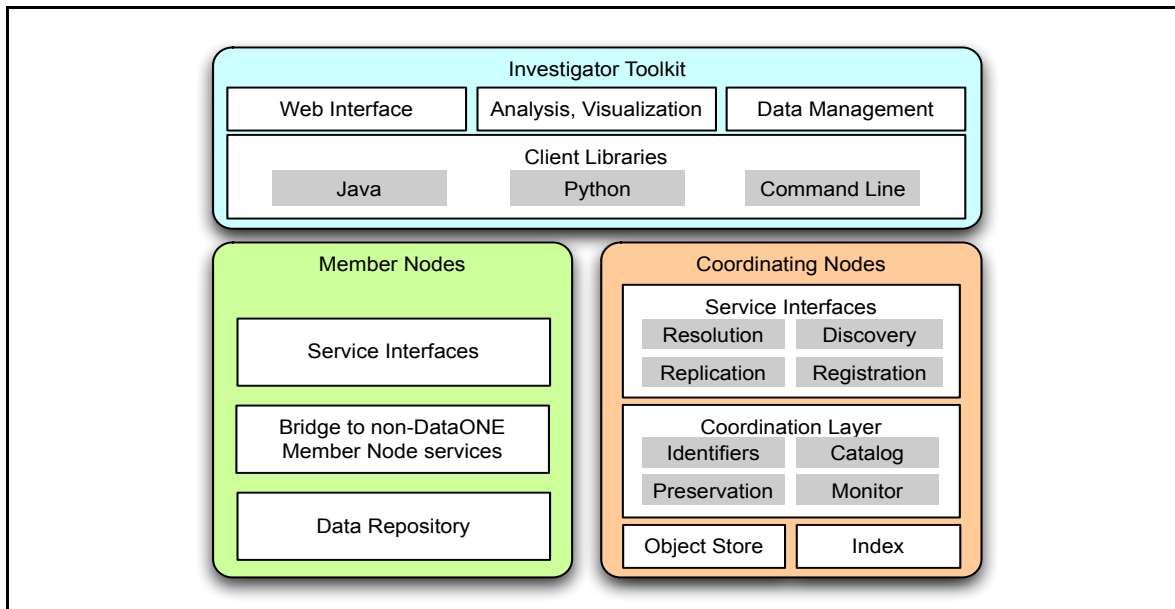 Investigator Toolkit
Web Interface
Analysis, Visualization
Data Management
Client Libraries
Java
Python
Command Line
Member Nodes
Service Interfaces
Bridge to non-DataONE
Member Node services
Data Repository
Coordinating Nodes
Service Interfaces
Resolution
Discovery
Replication
Registration
Coordination Layer
Identifiers
Catalog
Preservation
Monitor
Object Store
Index